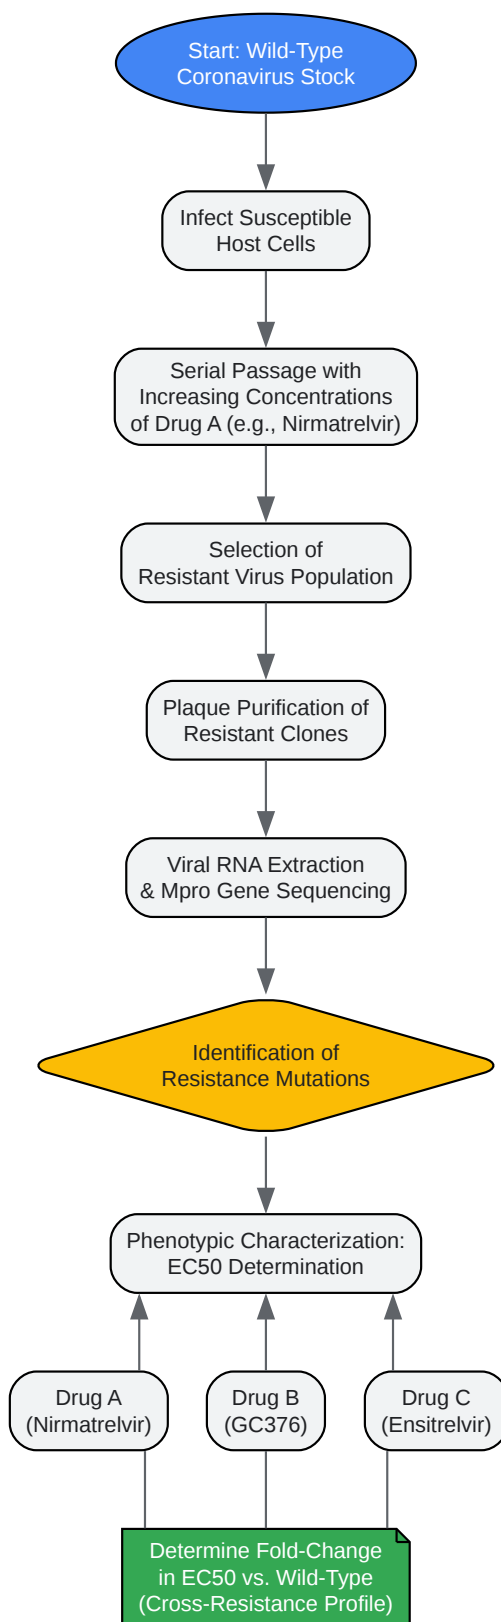 Start: Wild-Type
Coronavirus Stock
Infect Susceptible
Host Cells
Serial Passage with
Increasing Concentrations
of Drug A (e.g., Nirmatrelvir)
Selection of
Resistant Virus Population
Plaque Purification of
Resistant Clones
Viral RNA Extraction
& Mpro Gene Sequencing
Identification of
Resistance Mutations
Phenotypic Characterization:
EC50 Determination
Drug A
(Nirmatrelvir)
Drug B
(GC376)
Drug C
(Ensitrelvir)
Determine Fold-Change
in EC50 vs. Wild-Type
(Cross-Resistance Profile)